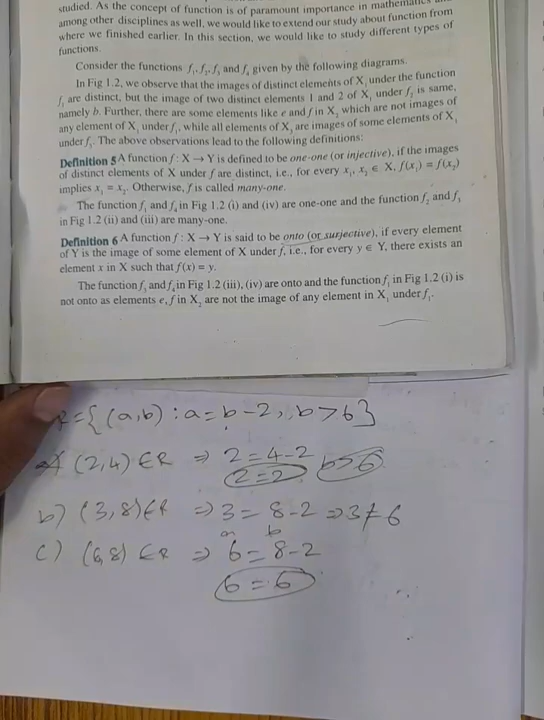 studied. As the concept of function is of paramount importance in mathematics and
among other disciplines as well, we would like to extend our study about function from
where we finished earlier. In this section, we would like to study different types of
functions.
Consider the functions f₁, f₂, f₃ and f₄ given by the following diagrams.
In Fig 1.2, we observe that the images of distinct elements of X₁ under the function
f₁ are distinct, but the image of two distinct elements 1 and 2 of X₁ under f₂ is same,
namely b. Further, there are some elements like e and f in X₂ which are not images of
any element of X₁ under f₁, while all elements of X₃ are images of some elements of X₁
under f₃. The above observations lead to the following definitions:
Definition 5 A function f : X → Y is defined to be one-one (or injective), if the images
of distinct elements of X under f are distinct, i.e., for every x₁, x₂ ∈ X, f(x₁) = f(x₂)
implies x₁ = x₂. Otherwise, f is called many-one.
The function f₁ and f₄ in Fig 1.2 (i) and (iv) are one-one and the function f₂ and f₃
in Fig 1.2 (ii) and (iii) are many-one.
Definition 6 A function f : X → Y is said to be onto (or surjective), if every element
of Y is the image of some element of X under f, i.e., for every y ∈ Y, there exists an
element x in X such that f(x) = y.
The function f₃ and f₄ in Fig 1.2 (iii), (iv) are onto and the function f₁ in Fig 1.2 (i) is
not onto as elements e, f in X₂ are not the image of any element in X₁ under f₁.
R = {(a,b) : a = b-2, b>6}
a) (2,4) ∈ R ⇒ 2 = 4-2 b>6
2=2
b) (3,8) ∈ R ⇒ 3 = 8-2 ⇒ 3 ≠ 6
a b
c) (6,8) ∈ R ⇒ 6 = 8-2
6 = 6